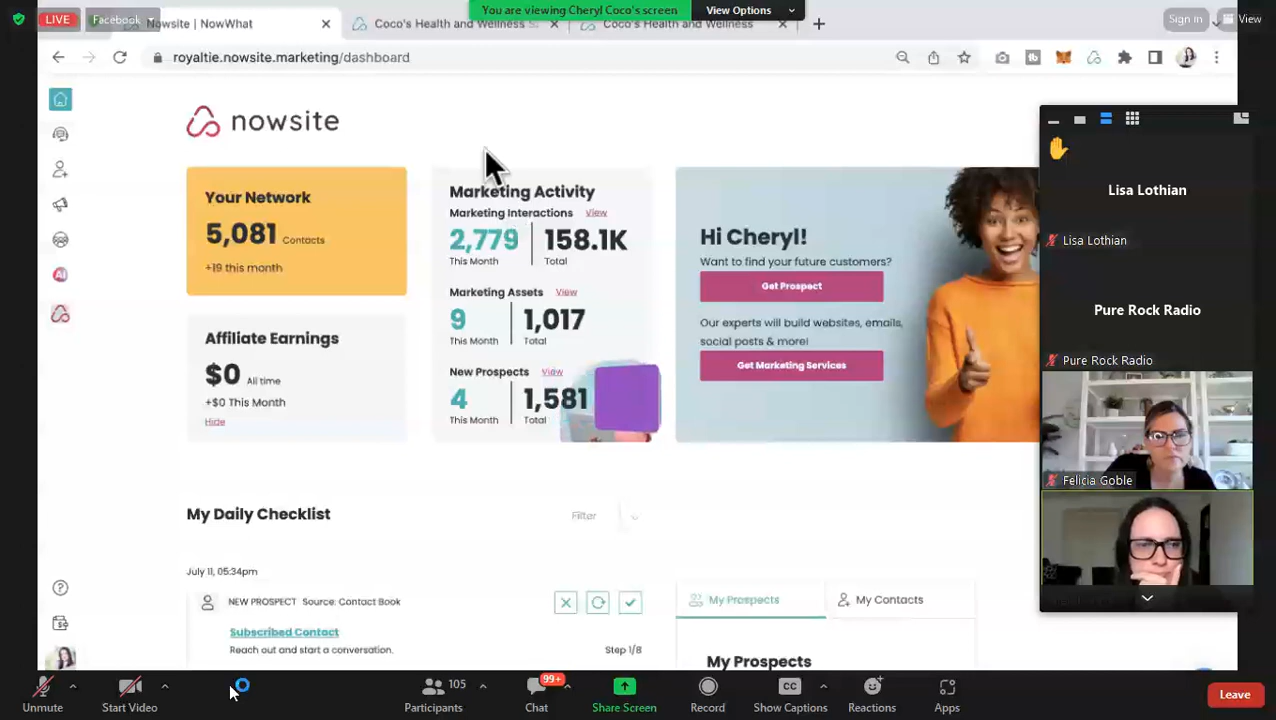 LIVE Facebook
You are viewing Cheryl Coco's screen View Options
Sign in View
Newsite | NowWhat
Coco's Health and Wellness S
Coco's Health and Wellness
royaltie.nowsite.marketing/dashboard
nowsite
Your Network
5,081 Contacts
+19 this month
Affiliate Earnings
$0 All time
+$0 This Month
Hide
Marketing Activity
Marketing Interactions View
2,779 158.1K
This Month Total
Marketing Assets View
9 1,017
This Month Total
New Prospects View
4 1,581
This Month Total
Hi Cheryl!
Want to find your future customers?
Get Prospect
Our experts will build websites, emails,
social posts & more!
Get Marketing Services
Lisa Lothian
Lisa Lothian
Pure Rock Radio
Pure Rock Radio
Felicia Goble
My Daily Checklist
Filter
July 11, 05:34pm
NEW PROSPECT Source: Contact Book
Subscribed Contact
Reach out and start a conversation.
Step 1/8
My Prospects
My Contacts
My Prospects
AI
Unmute
Start Video
105
Participants
99+
Chat
Share Screen
Record
CC
Show Captions
Reactions
Apps
Leave